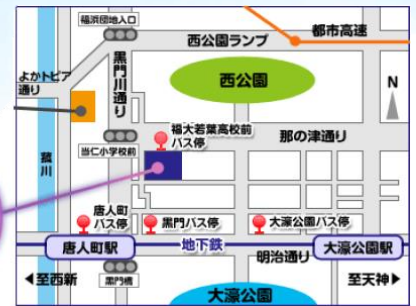 福浜団地入口
西公園ランプ
都市高速
よかトピア
通り
黒門川通り
西公園
N
福大若葉高校前
バス停
那の津通り
当仁小学校前
菰川
唐人町
バス停
黒門バス停
大濠公園バス停
唐人町駅
地下鉄
明治通り
大濠公園駅
◀至西新
黒門橋
大濠公園
至天神▶